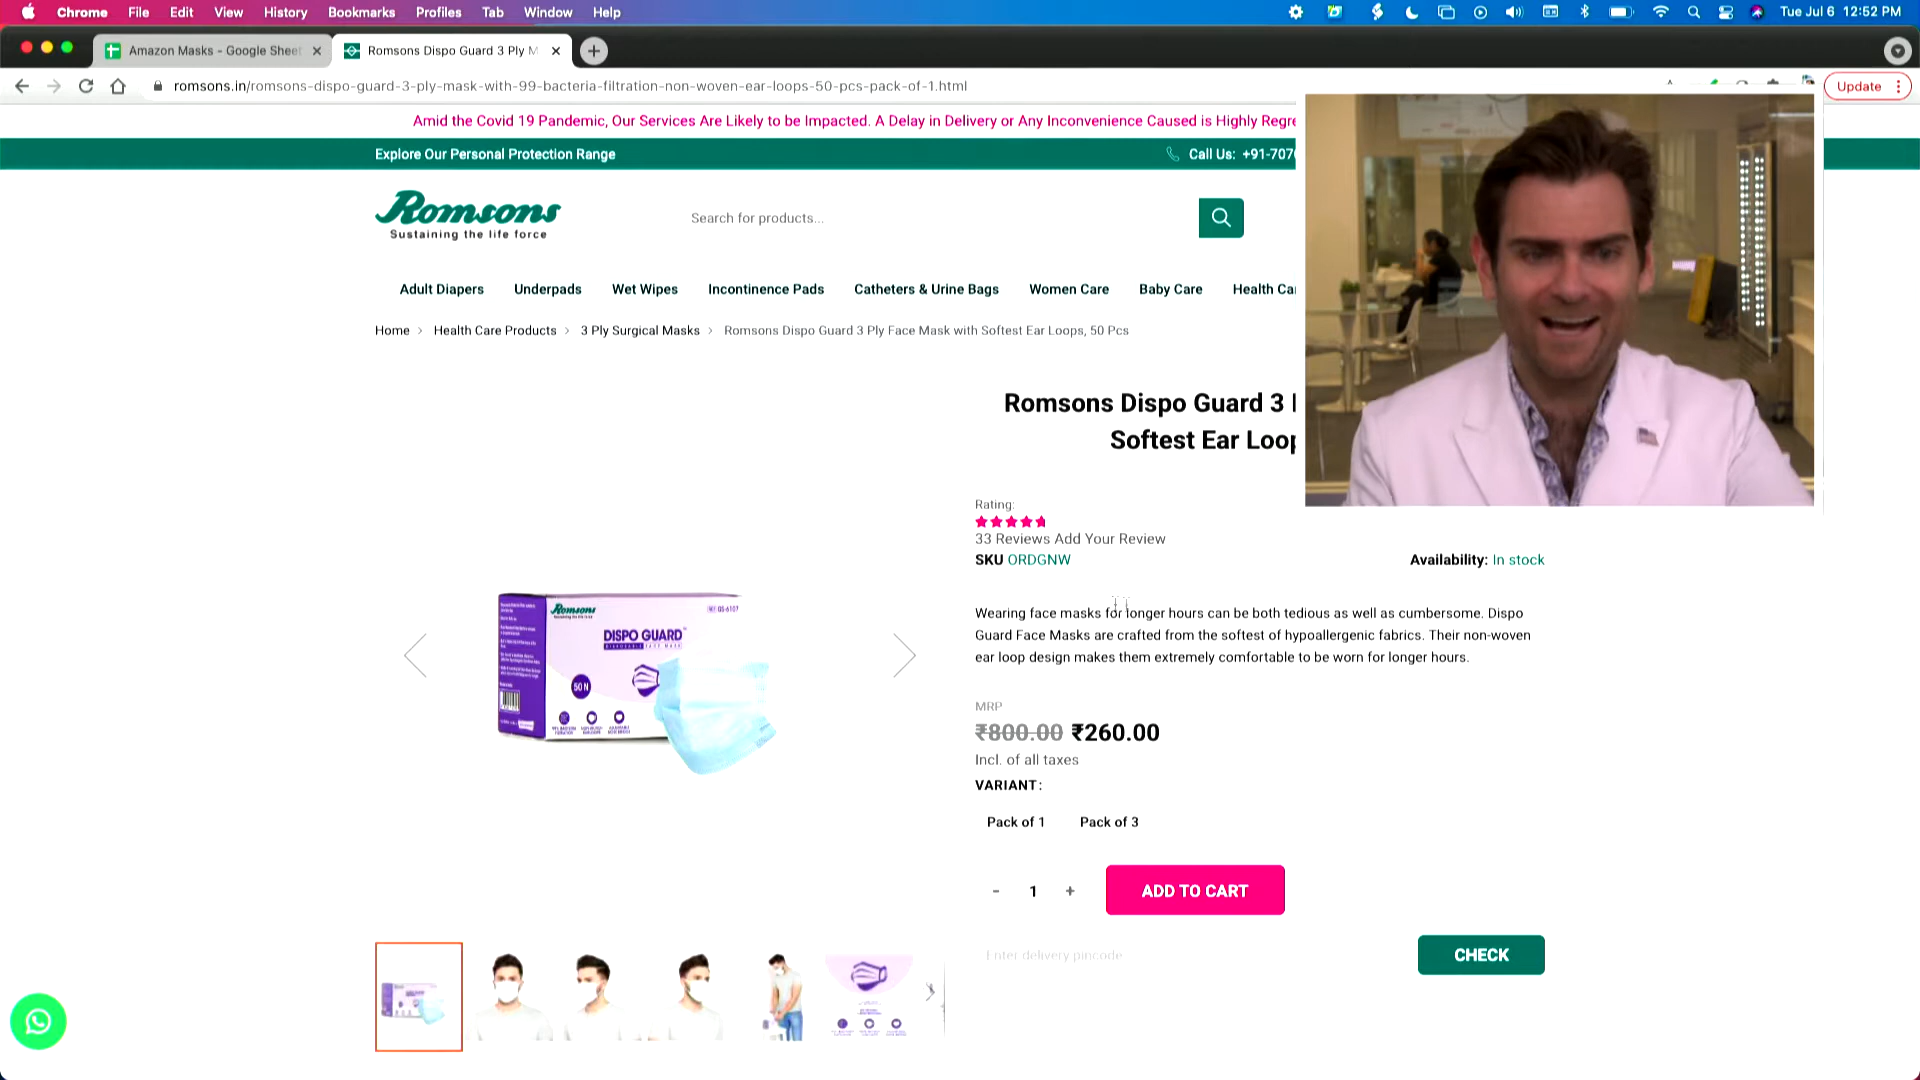 Chrome File Edit View History Bookmarks Profiles Tab Window Help
Tue Jul 6 12:52 PM
Amazon Masks - Google Sheet
Romsons Dispo Guard 3 Ply M
romsons.in/romsons-dispo-guard-3-ply-mask-with-99-bacteria-filtration-non-woven-ear-loops-50-pcs-pack-of-1.html
Update
Amid the Covid 19 Pandemic, Our Services Are Likely to be Impacted. A Delay in Delivery or Any Inconvenience Caused is Highly Regre
Explore Our Personal Protection Range
Call Us: +91-707
Romsons
Sustaining the life force
Search for products...
Adult Diapers Underpads Wet Wipes Incontinence Pads Catheters & Urine Bags Women Care Baby Care Health Ca
Home > Health Care Products > 3 Ply Surgical Masks > Romsons Dispo Guard 3 Ply Face Mask with Softest Ear Loops, 50 Pcs
Romsons Dispo Guard 3
Softest Ear Loop
Rating:
33 Reviews Add Your Review
SKU ORDGNW
Availability: In stock
Wearing face masks for longer hours can be both tedious as well as cumbersome. Dispo
Guard Face Masks are crafted from the softest of hypoallergenic fabrics. Their non-woven
ear loop design makes them extremely comfortable to be worn for longer hours.
MRP
₹800.00 ₹260.00
Incl. of all taxes
VARIANT:
Pack of 1 Pack of 3
- 1 +
ADD TO CART
Enter delivery pincode
CHECK
Romsons
DISPO GUARD
DISPOSABLE FACE MASK
50 N